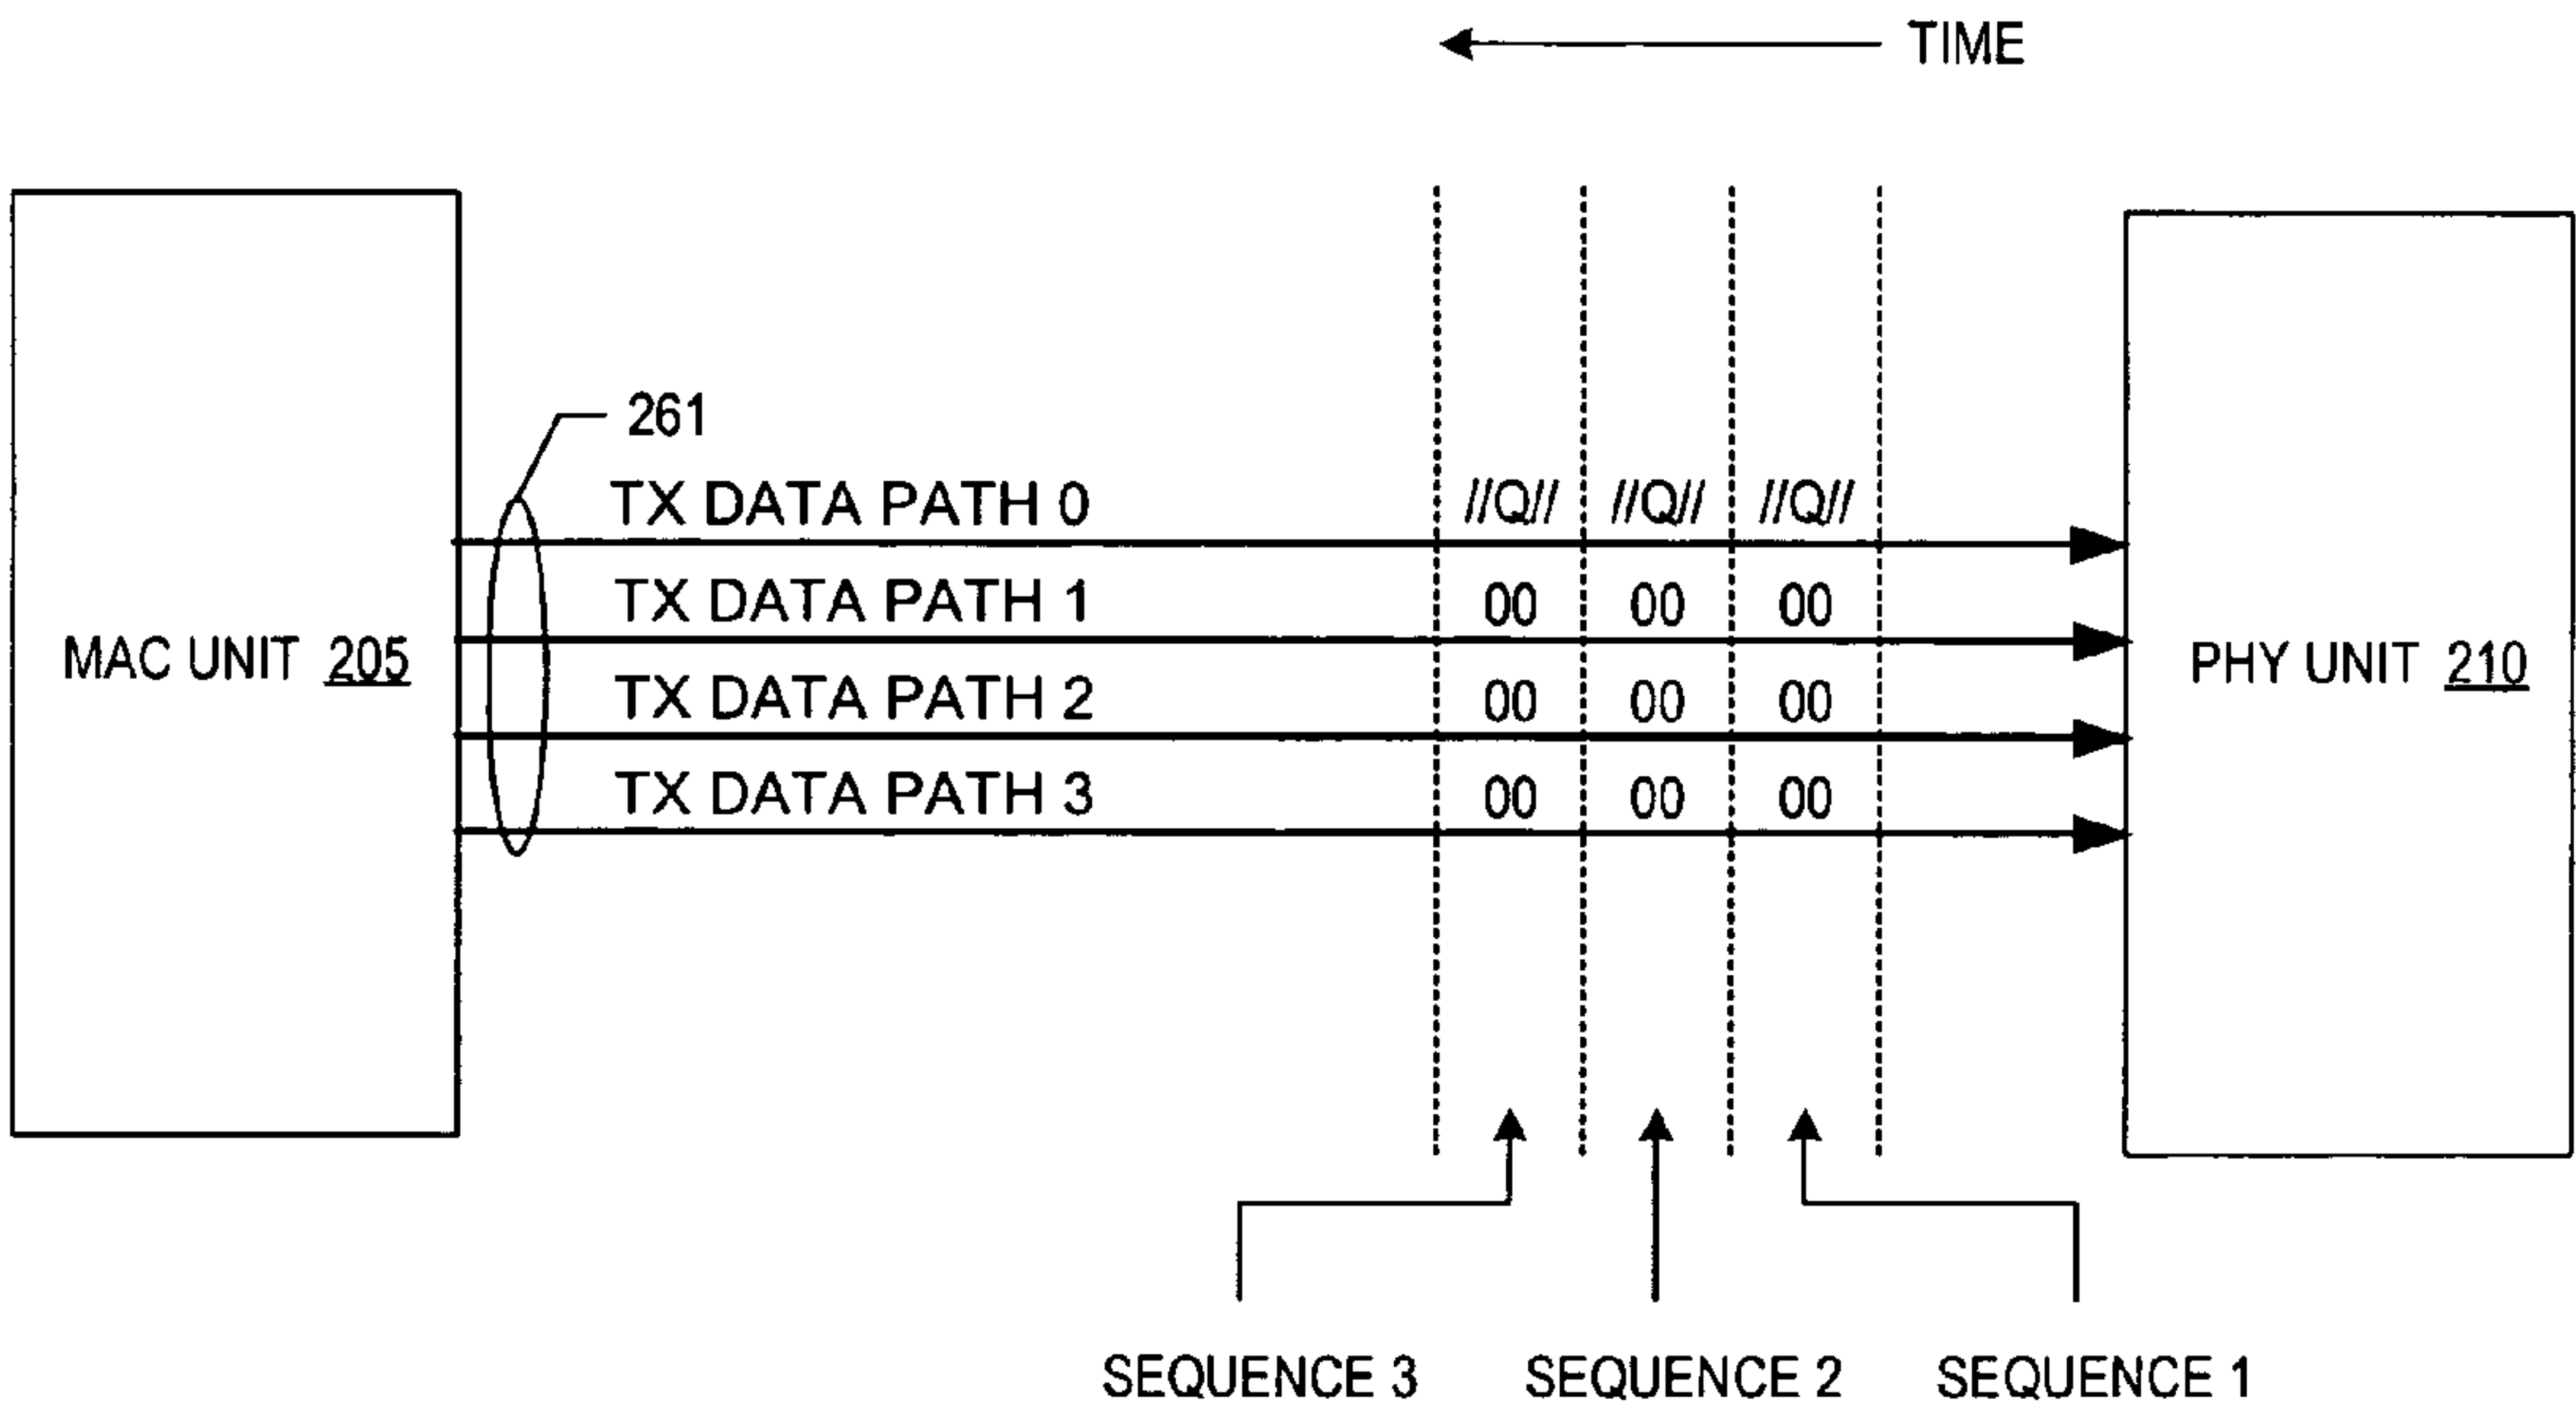 TIME
261
TX DATA PATH 0 //Q// //Q// //Q//
TX DATA PATH 1 00 00 00
MAC UNIT 205
PHY UNIT 210
TX DATA PATH 2 00 00 00
TX DATA PATH 3 00 00 00
SEQUENCE 3 SEQUENCE 2 SEQUENCE 1